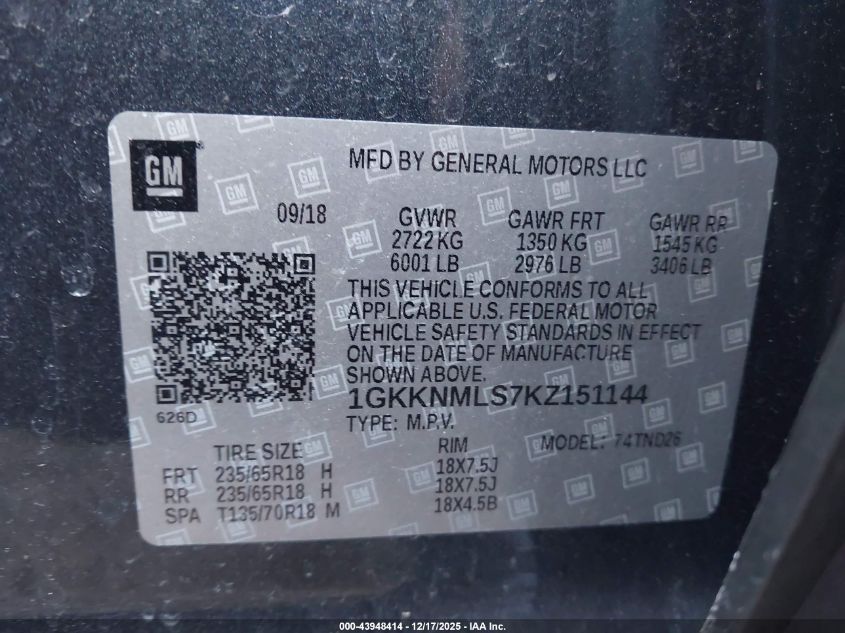 GM
MFD BY GENERAL MOTORS LLC
09/18 GVWR GAWR FRT GAWR RR
2722 KG 1350 KG 1545 KG
6001 LB 2976 LB 3406 LB
THIS VEHICLE CONFORMS TO ALL
APPLICABLE U.S. FEDERAL MOTOR
VEHICLE SAFETY STANDARDS IN EFFECT
ON THE DATE OF MANUFACTURE
SHOWN ABOVE.
1GKKNMLS7KZ151144
626D
TYPE: M.P.V. MODEL: 74TND26
TIRE SIZE RIM
FRT 235/65R18 H 18X7.5J
RR 235/65R18 H 18X7.5J
SPA T135/70R18 M 18X4.5B
000-43948414 - 12/17/2025 - IAA Inc.